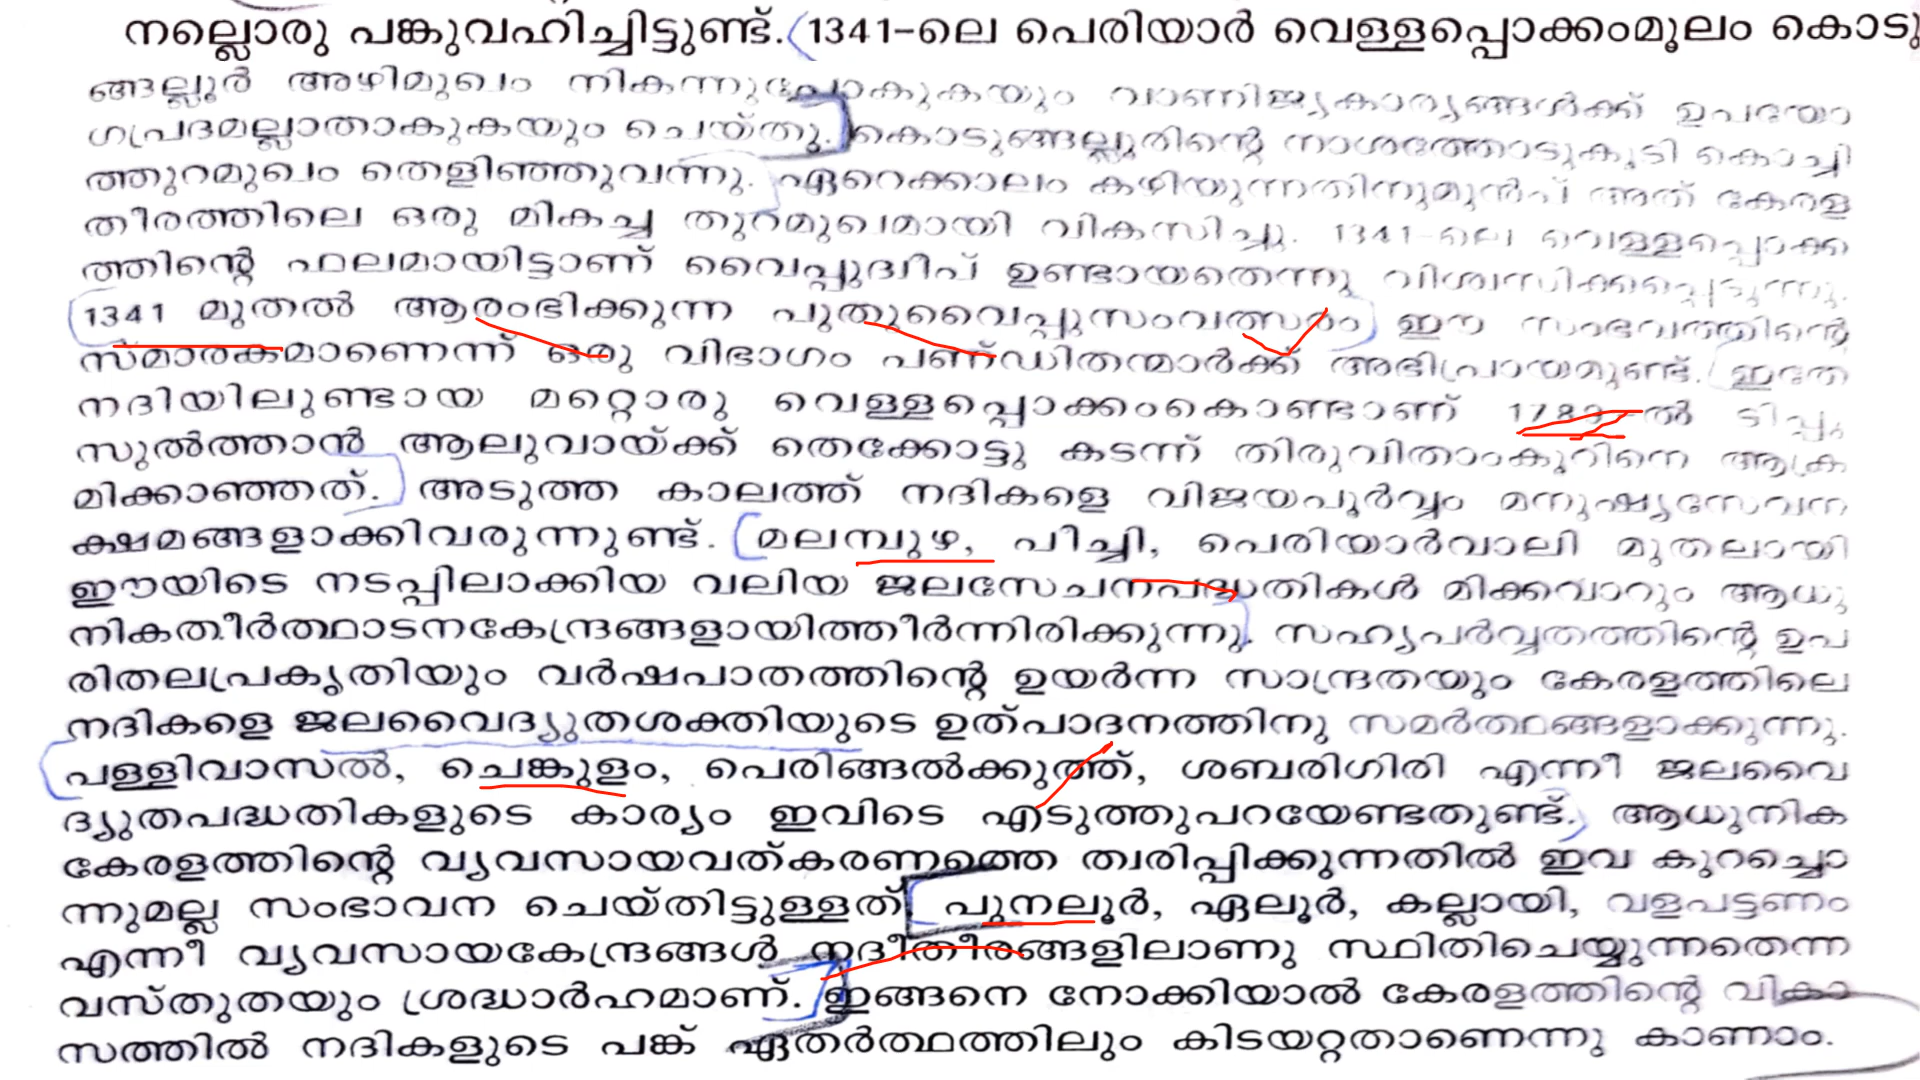 നല്ലൊരു പങ്കുവഹിച്ചിട്ടുണ്ട്. 1341-ലെ പെരിയാർ വെള്ളപ്പൊക്കംമൂലം കൊടു
ങ്ങല്ലൂർ അഴിമുഖം നികന്നുപോകുകയും വാണിജ്യകാര്യങ്ങൾക്ക് ഉപയോ
ഗപ്രദമല്ലാതാകുകയും ചെയ്തു. കൊടുങ്ങല്ലൂരിന്റെ നാശത്തോടുകൂടി കൊച്ചി
ത്തുറമുഖം തെളിഞ്ഞുവന്നു. ഏറെക്കാലം കഴിയുന്നതിനുമുൻപ് അത് കേരള
തീരത്തിലെ ഒരു മികച്ച തുറമുഖമായി വികസിച്ചു. 1341-ലെ വെള്ളപ്പൊക്ക
ത്തിന്റെ ഫലമായിട്ടാണ് വൈപ്പുദ്വീപ് ഉണ്ടായതെന്നു വിശ്വസിക്കപ്പെടുന്നു.
1341 മുതൽ ആരംഭിക്കുന്ന പുതുവൈപ്പുസംവത്സരം ഈ സംഭവത്തിന്റെ
സ്മാരകമാണെന്ന് ഒരു വിഭാഗം പണ്ഡിതന്മാർക്ക് അഭിപ്രായമുണ്ട്. ഇതേ
നദിയിലുണ്ടായ മറ്റൊരു വെള്ളപ്പൊക്കംകൊണ്ടാണ് 1789-ൽ ടിപ്പു
സുൽത്താൻ ആലുവായ്ക്ക് തെക്കോട്ടു കടന്ന് തിരുവിതാംകൂറിനെ ആക്ര
മിക്കാഞ്ഞത്. അടുത്ത കാലത്ത് നദികളെ വിജയപൂർവ്വം മനുഷ്യസേവന
ക്ഷമങ്ങളാക്കിവരുന്നുണ്ട്. മലമ്പുഴ, പീച്ചി, പെരിയാർവാലി മുതലായി
ഈയിടെ നടപ്പിലാക്കിയ വലിയ ജലസേചനപദ്ധതികൾ മിക്കവാറും ആധു
നികതീർത്ഥാടനകേന്ദ്രങ്ങളായിത്തീർന്നിരിക്കുന്നു. സഹ്യപർവ്വതത്തിന്റെ ഉപ
രിതലപ്രകൃതിയും വർഷപാതത്തിന്റെ ഉയർന്ന സാന്ദ്രതയും കേരളത്തിലെ
നദികളെ ജലവൈദ്യുതശക്തിയുടെ ഉത്പാദനത്തിനു സമർത്ഥങ്ങളാക്കുന്നു.
പള്ളിവാസൽ, ചെങ്കുളം, പെരിങ്ങൽക്കുത്ത്, ശബരിഗിരി എന്നീ ജലവൈ
ദ്യുതപദ്ധതികളുടെ കാര്യം ഇവിടെ എടുത്തുപറയേണ്ടതുണ്ട്. ആധുനിക
കേരളത്തിന്റെ വ്യവസായവത്കരണത്തെ ത്വരിപ്പിക്കുന്നതിൽ ഇവ കുറച്ചൊ
ന്നുമല്ല സംഭാവന ചെയ്തിട്ടുള്ളത് പുനലൂർ, ഏലൂർ, കല്ലായി, വളപട്ടണം
എന്നീ വ്യവസായകേന്ദ്രങ്ങൾ നദീതീരങ്ങളിലാണു സ്ഥിതിചെയ്യുന്നതെന്ന
വസ്തുതയും ശ്രദ്ധാർഹമാണ്. ഇങ്ങനെ നോക്കിയാൽ കേരളത്തിന്റെ വികാ
സത്തിൽ നദികളുടെ പങ്ക് ഏതർത്ഥത്തിലും കിടയറ്റതാണെന്നു കാണാം.